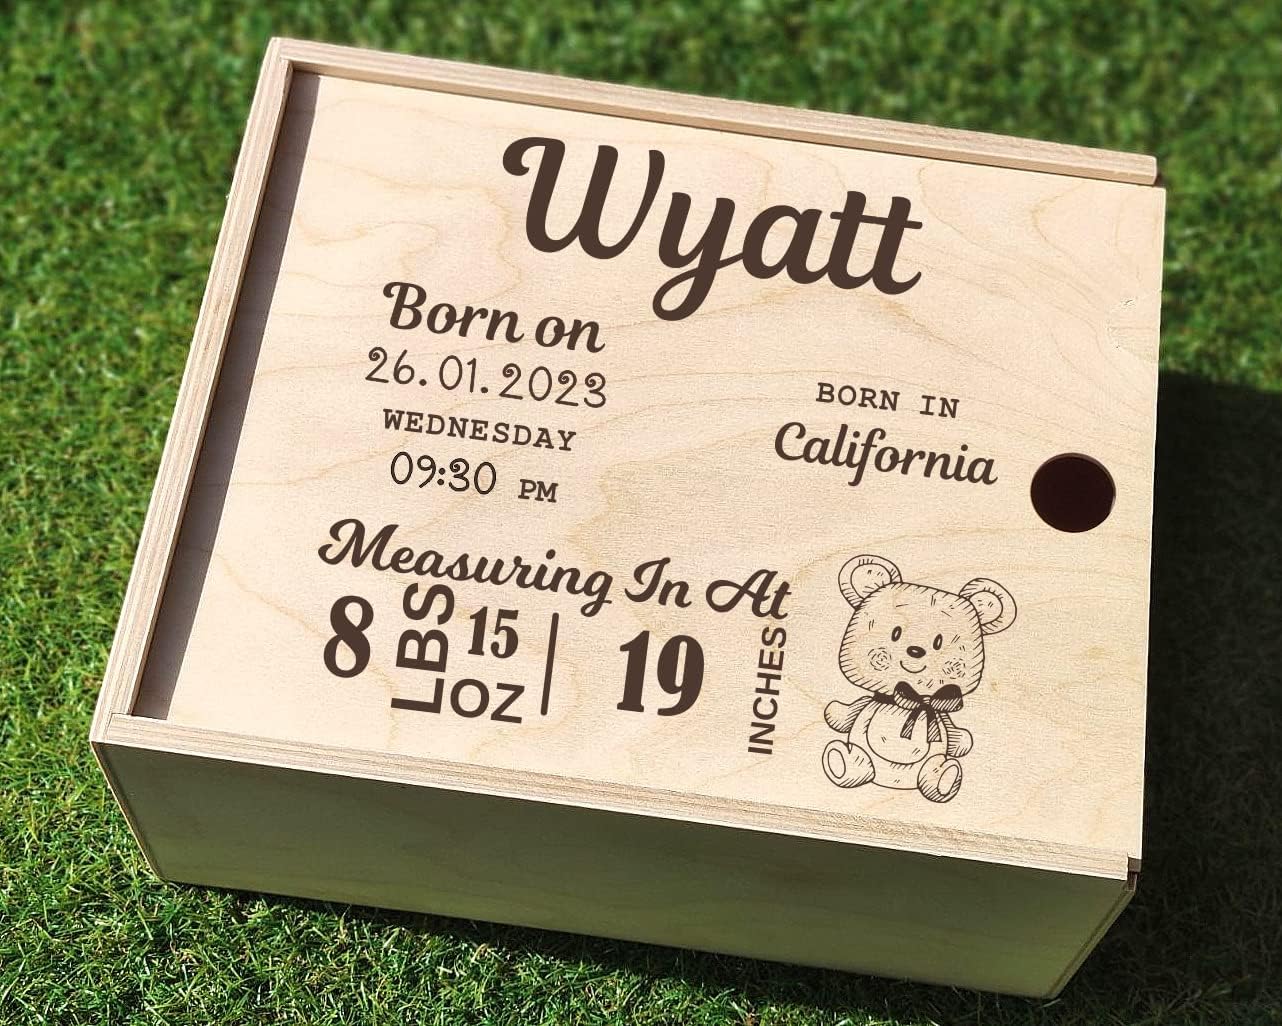 Wyatt
Born on
26.01.2023
WEDNESDAY
09:30 PM
BORN IN
California
Measuring In At
8 LBS 15 OZ | 19 INCHES